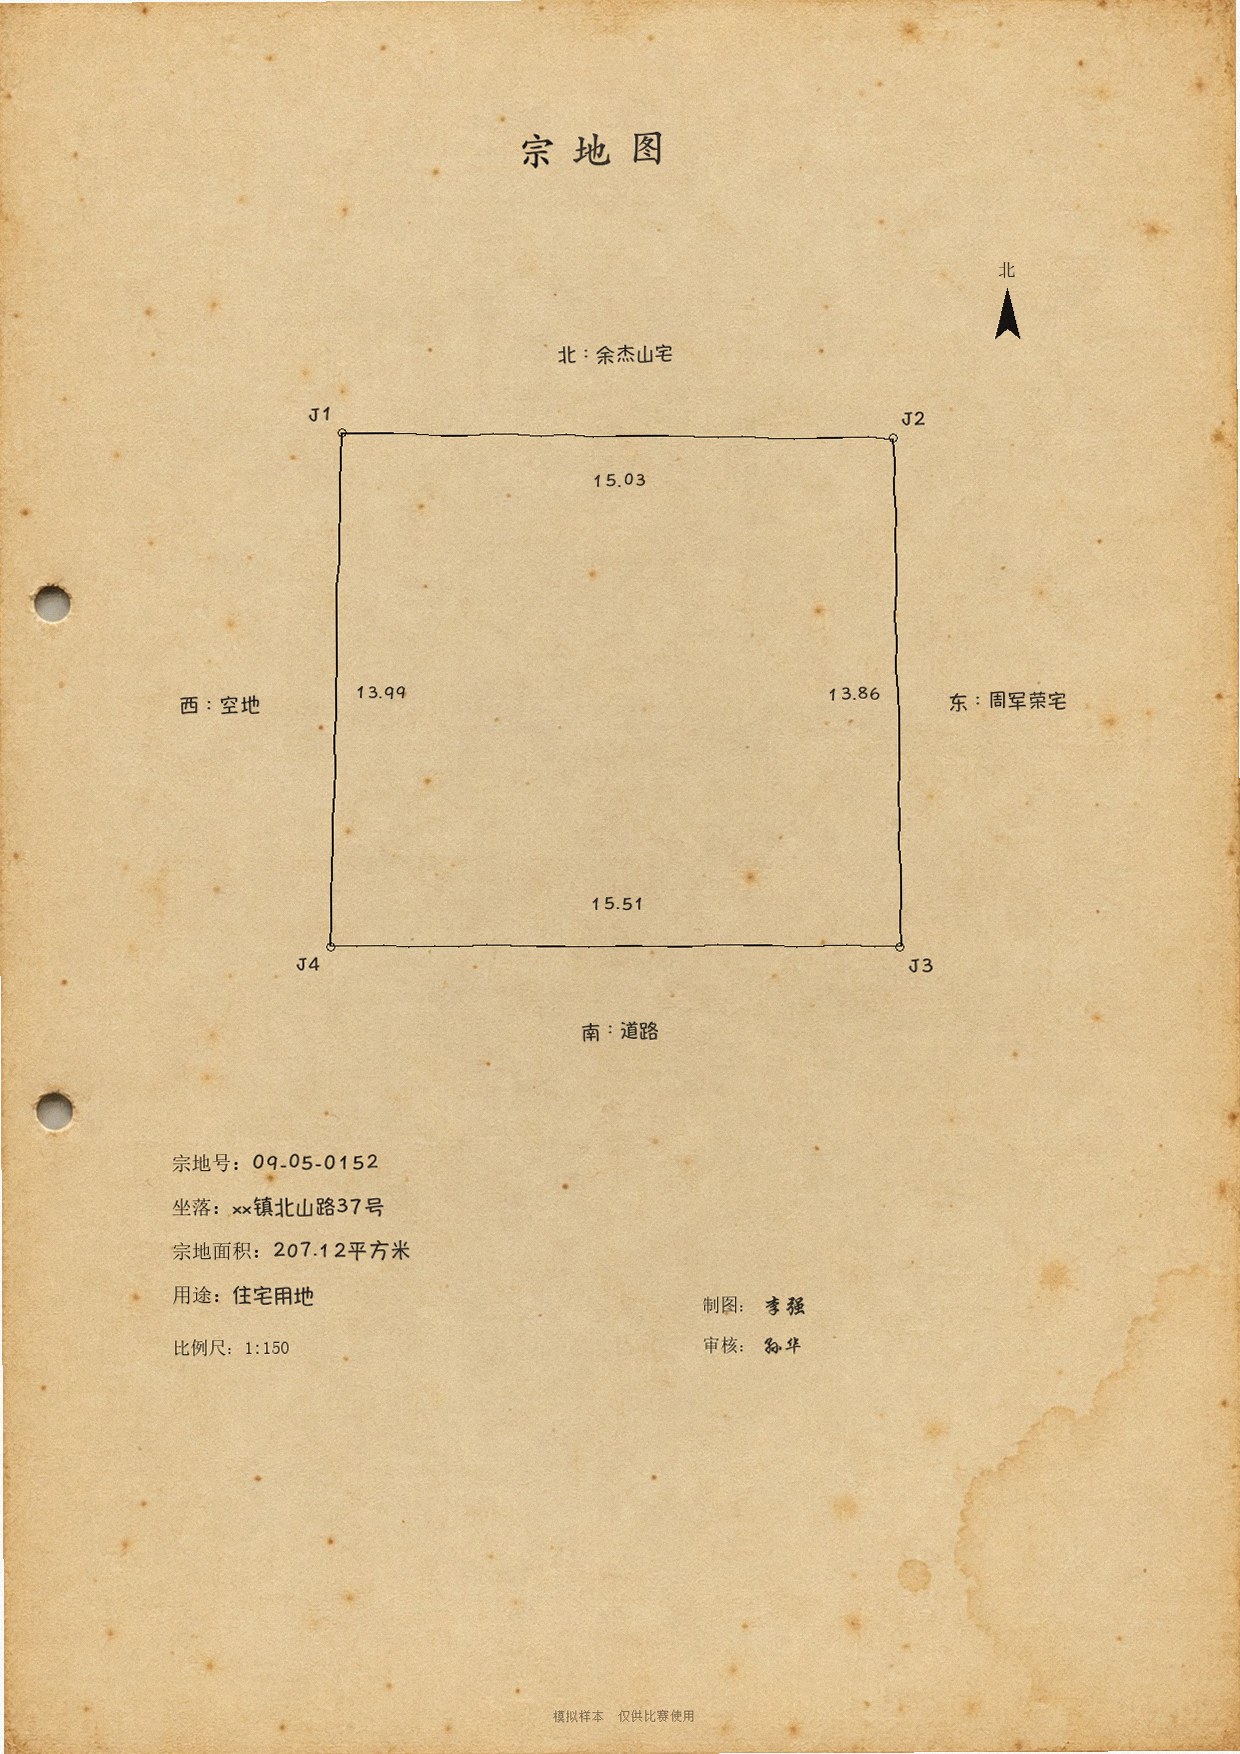 宗地图
北
北：余杰山宅
J1
J2
15.03
13.99
13.86
西：空地
东：周军荣宅
15.51
J4
J3
南：道路
宗地号：09-05-0152
坐落：××镇北山路37号
宗地面积：207.12平方米
用途：住宅用地
制图：李强
审核：孙华
比例尺：1:150
模拟样本 仅供比赛使用